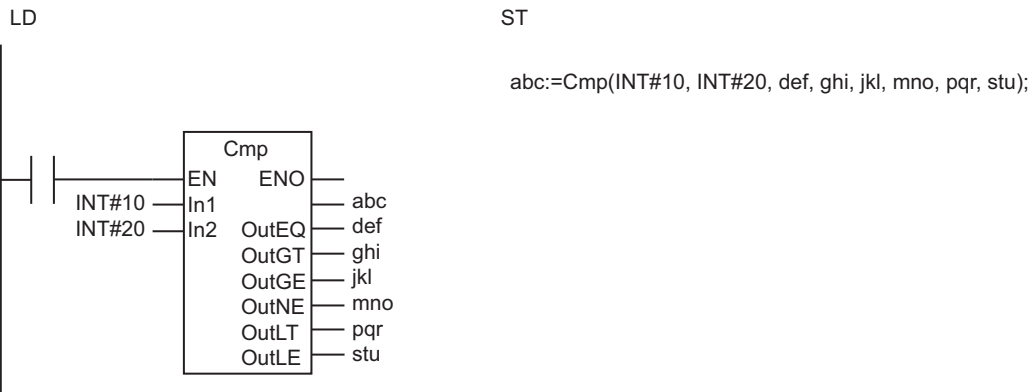 LD
ST
abc:=Cmp(INT#10, INT#20, def, ghi, jkl, mno, pqr, stu);
Cmp
EN ENO
INT#10 In1 abc
INT#20 In2 OutEQ def
OutGT ghi
OutGE jkl
OutNE mno
OutLT pqr
OutLE stu